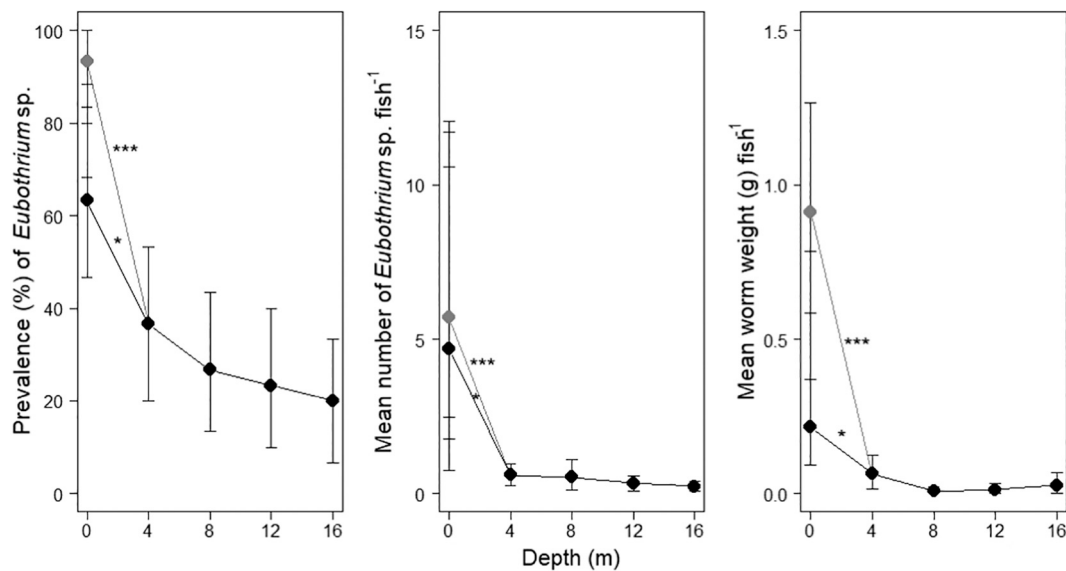 Prevalence (%) of Eubothrium sp.
100
80
60
40
20
0
***
*
0 4 8 12 16
Mean number of Eubothrium sp. fish-1
15
10
5
0
***
*
0 4 8 12 16
Depth (m)
Mean worm weight (g) fish-1
1.5
1.0
0.5
0.0
***
*
0 4 8 12 16